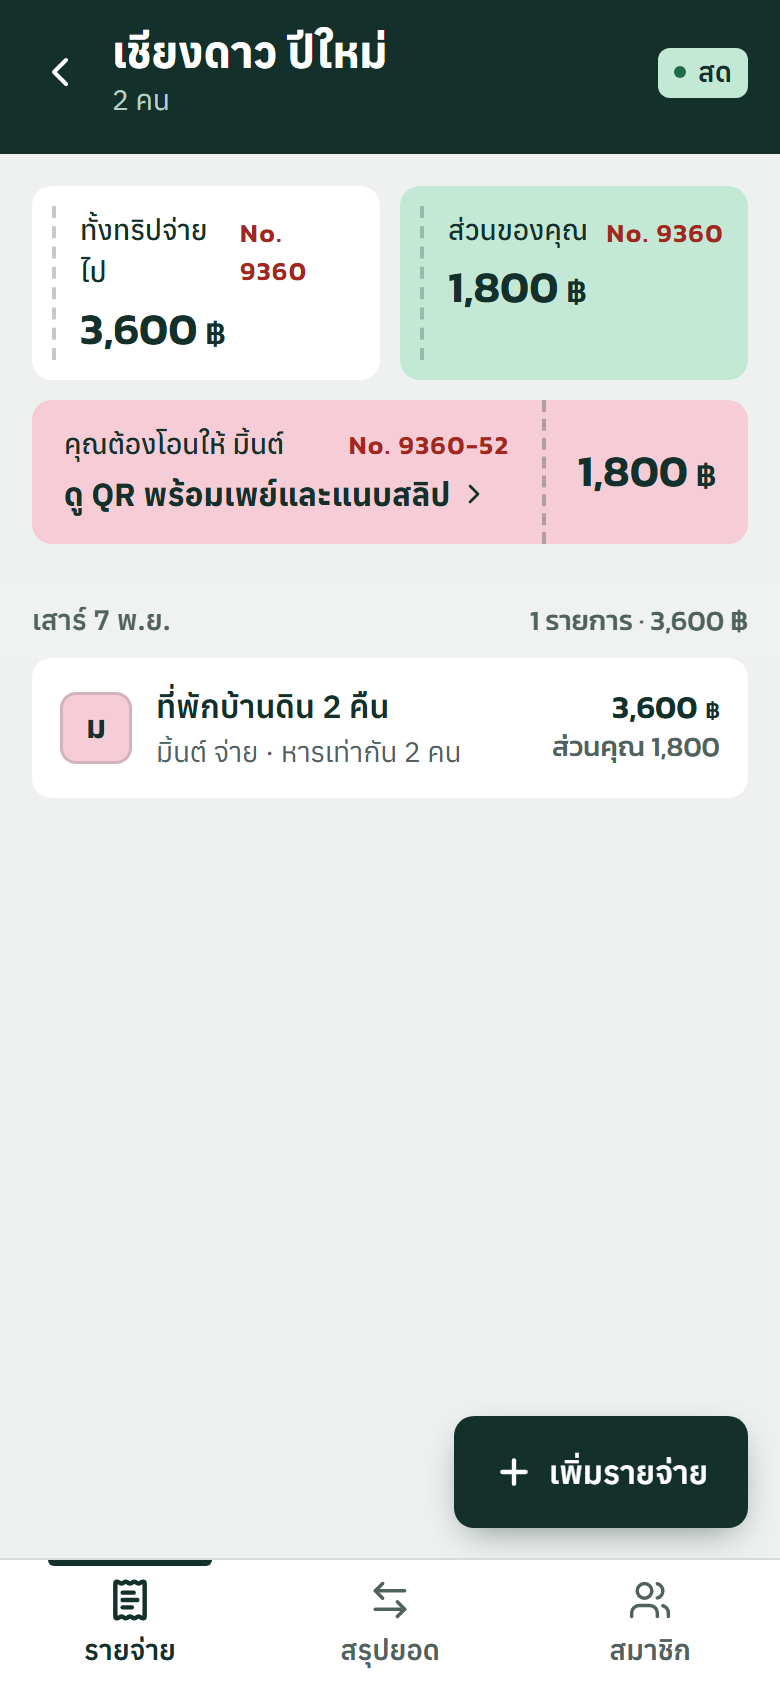 เชียงดาว ปีใหม่
2 คน
สด
ทั้งทริปจ่าย
ไป
No.
9360
3,600 ฿
ส่วนของคุณ No. 9360
1,800 ฿
คุณต้องโอนให้ มิ้นต์ No. 9360-52
ดู QR พร้อมเพย์และแนบสลิป
1,800 ฿
เสาร์ 7 พ.ย.
1 รายการ · 3,600 ฿
ม
ที่พักบ้านดิน 2 คืน
3,600 ฿
มิ้นต์ จ่าย · หารเท่ากัน 2 คน
ส่วนคุณ 1,800
เพิ่มรายจ่าย
รายจ่าย
สรุปยอด
สมาชิก